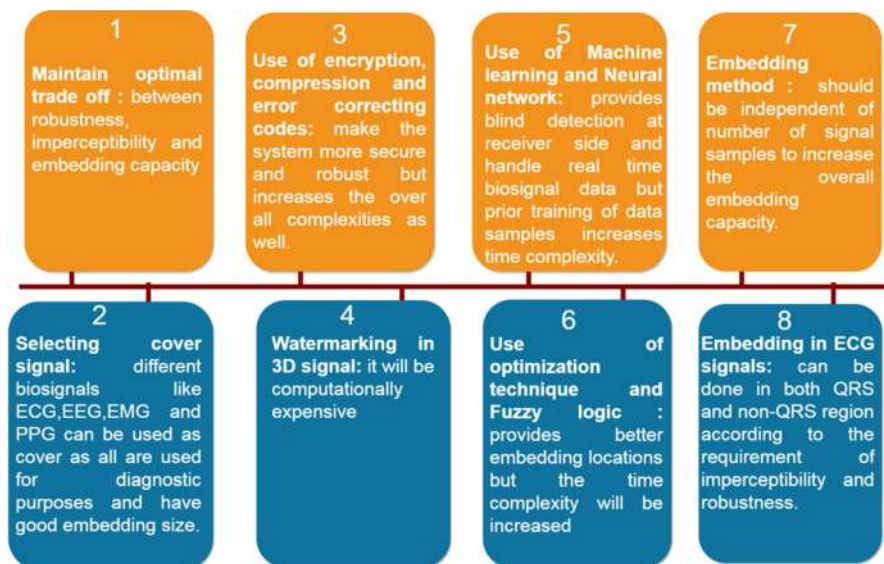 1
Maintain optimal
trade off : between
robustness,
imperceptibility and
embedding capacity
2
Selecting cover
signal: different
biosignals like
ECG,EEG,EMG and
PPG can be used as
cover as all are used
for diagnostic
purposes and have
good embedding size.
3
Use of encryption,
compression and
error correcting
codes: make the
system more secure
and robust but
increases the over
all complexities as
well.
4
Watermarking in
3D signal: it will be
computationally
expensive
5
Use of Machine
learning and Neural
network: provides
blind detection at
receiver side and
handle real time
biosignal data but
prior training of data
samples increases
time complexity.
6
Use of
optimization
technique and
Fuzzy logic :
provides better
embedding locations
but the time
complexity will be
increased
7
Embedding
method : should
be independent of
number of signal
samples to increase
the overall
embedding
capacity.
8
Embedding in ECG
signals: can be
done in both QRS
and non-QRS region
according to the
requirement of
imperceptibility and
robustness.